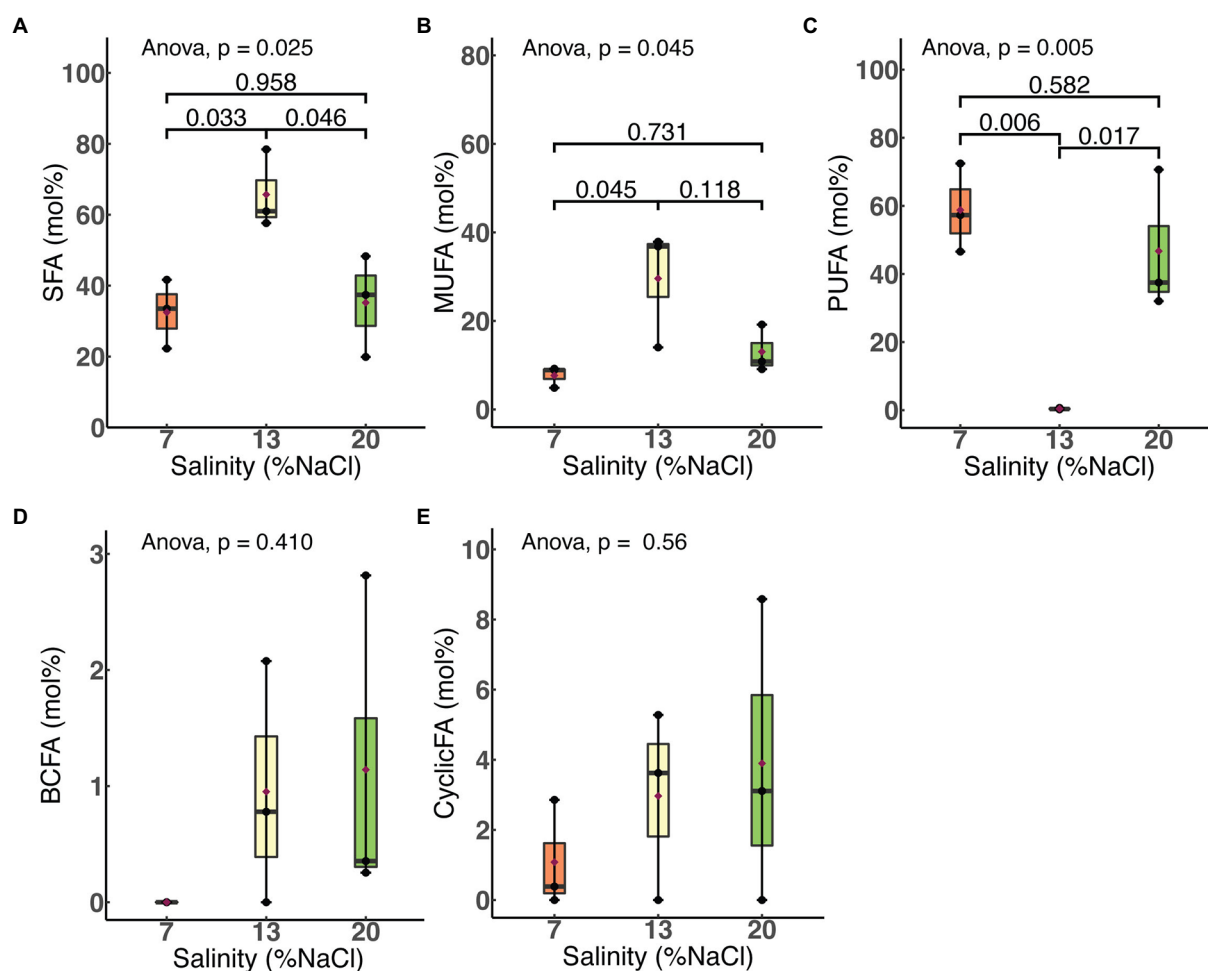 A
Anova, p = 0.025
0.958
0.033
0.046
100
80
60
40
20
0
SFA (mol%)
7
13
20
Salinity (%NaCl)
B
Anova, p = 0.045
0.731
0.045
0.118
80
60
40
20
0
MUFA (mol%)
7
13
20
Salinity (%NaCl)
C
Anova, p = 0.005
0.582
0.006
0.017
100
80
60
40
20
0
PUFA (mol%)
7
13
20
Salinity (%NaCl)
D
Anova, p = 0.410
3
2
1
0
BCFA (mol%)
7
13
20
Salinity (%NaCl)
E
Anova, p =  0.56
10
8
6
4
2
0
CyclicFA (mol%)
7
13
20
Salinity (%NaCl)